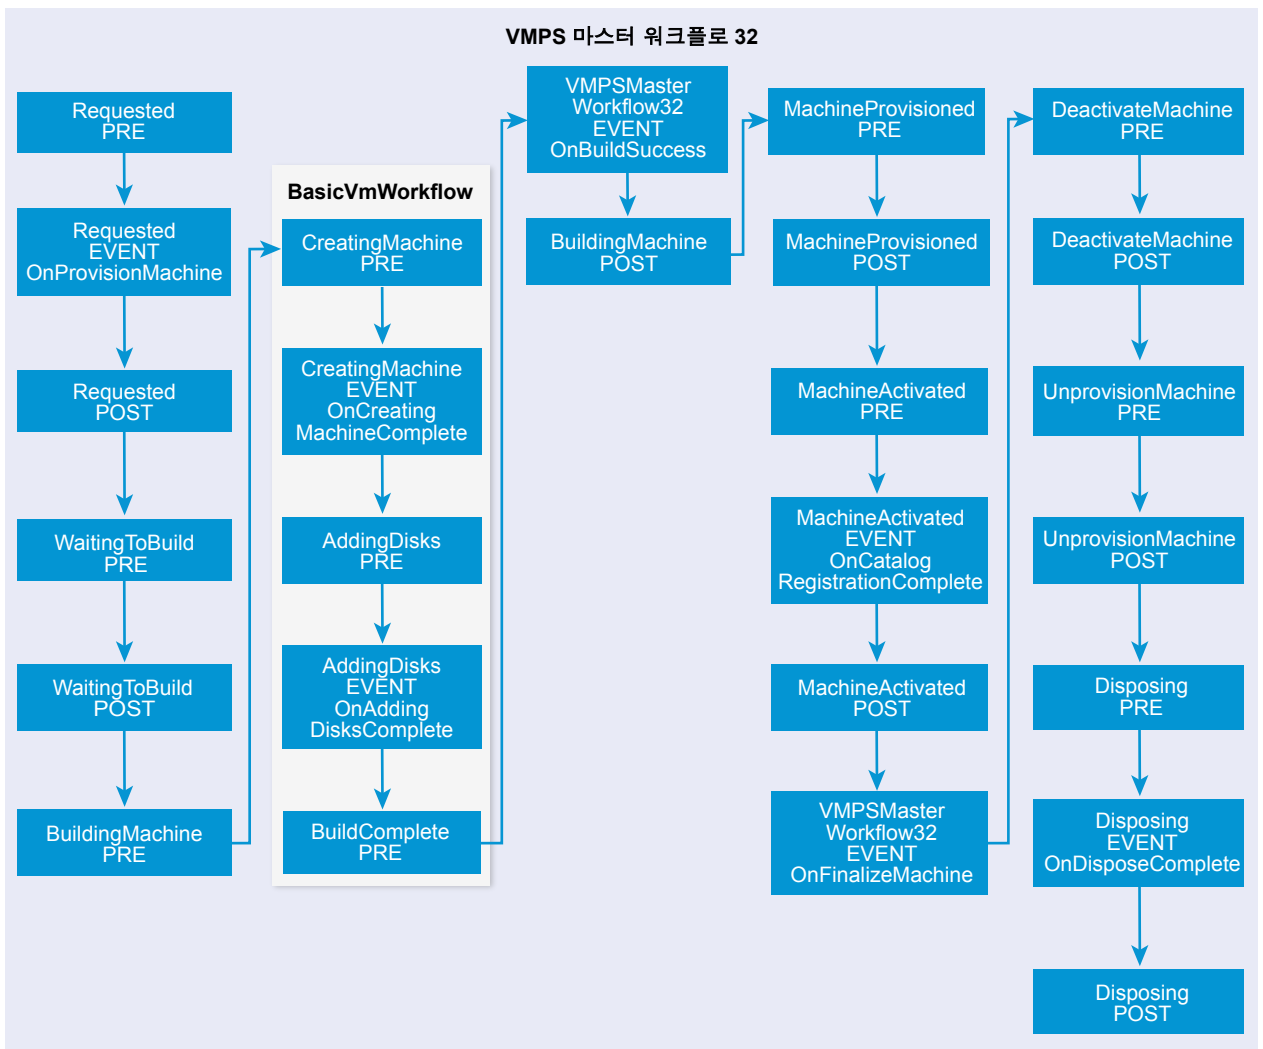 VMPS 마스터 워크플로 32
Requested
PRE
Requested
EVENT
OnProvisionMachine
Requested
POST
WaitingToBuild
PRE
WaitingToBuild
POST
BuildingMachine
PRE
BasicVmWorkflow
CreatingMachine
PRE
CreatingMachine
EVENT
OnCreating
MachineComplete
AddingDisks
PRE
AddingDisks
EVENT
OnAdding
DisksComplete
BuildComplete
PRE
VMPSMaster
Workflow32
EVENT
OnBuildSuccess
BuildingMachine
POST
MachineProvisioned
PRE
MachineProvisioned
POST
MachineActivated
PRE
MachineActivated
EVENT
OnCatalog
RegistrationComplete
MachineActivated
POST
VMPSMaster
Workflow32
EVENT
OnFinalizeMachine
DeactivateMachine
PRE
DeactivateMachine
POST
UnprovisionMachine
PRE
UnprovisionMachine
POST
Disposing
PRE
Disposing
EVENT
OnDisposeComplete
Disposing
POST